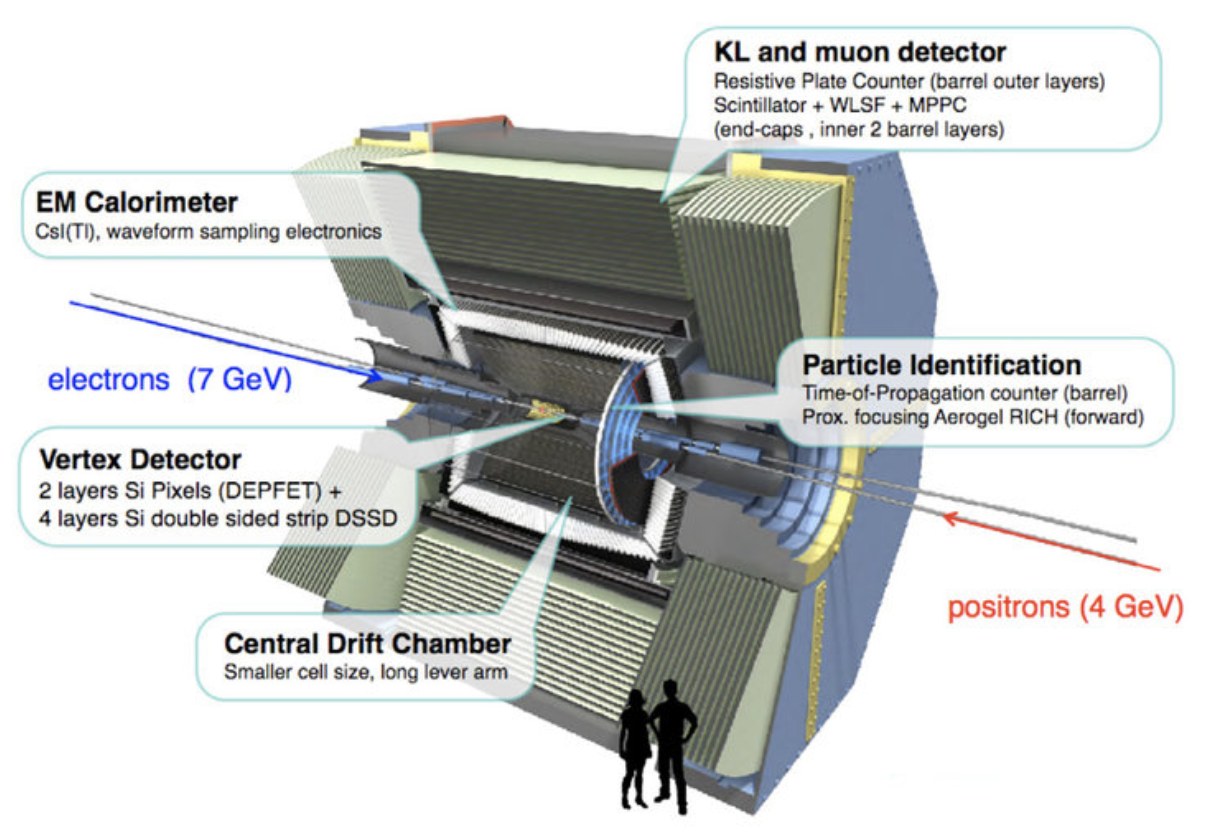 KL and muon detector
Resistive Plate Counter (barrel outer layers)
Scintillator + WLSF + MPPC
(end-caps , inner 2 barrel layers)
EM Calorimeter
CsI(Tl), waveform sampling electronics
electrons (7 GeV)
Particle Identification
Time-of-Propagation counter (barrel)
Prox. focusing Aerogel RICH (forward)
Vertex Detector
2 layers Si Pixels (DEPFET) +
4 layers Si double sided strip DSSD
positrons (4 GeV)
Central Drift Chamber
Smaller cell size, long lever arm